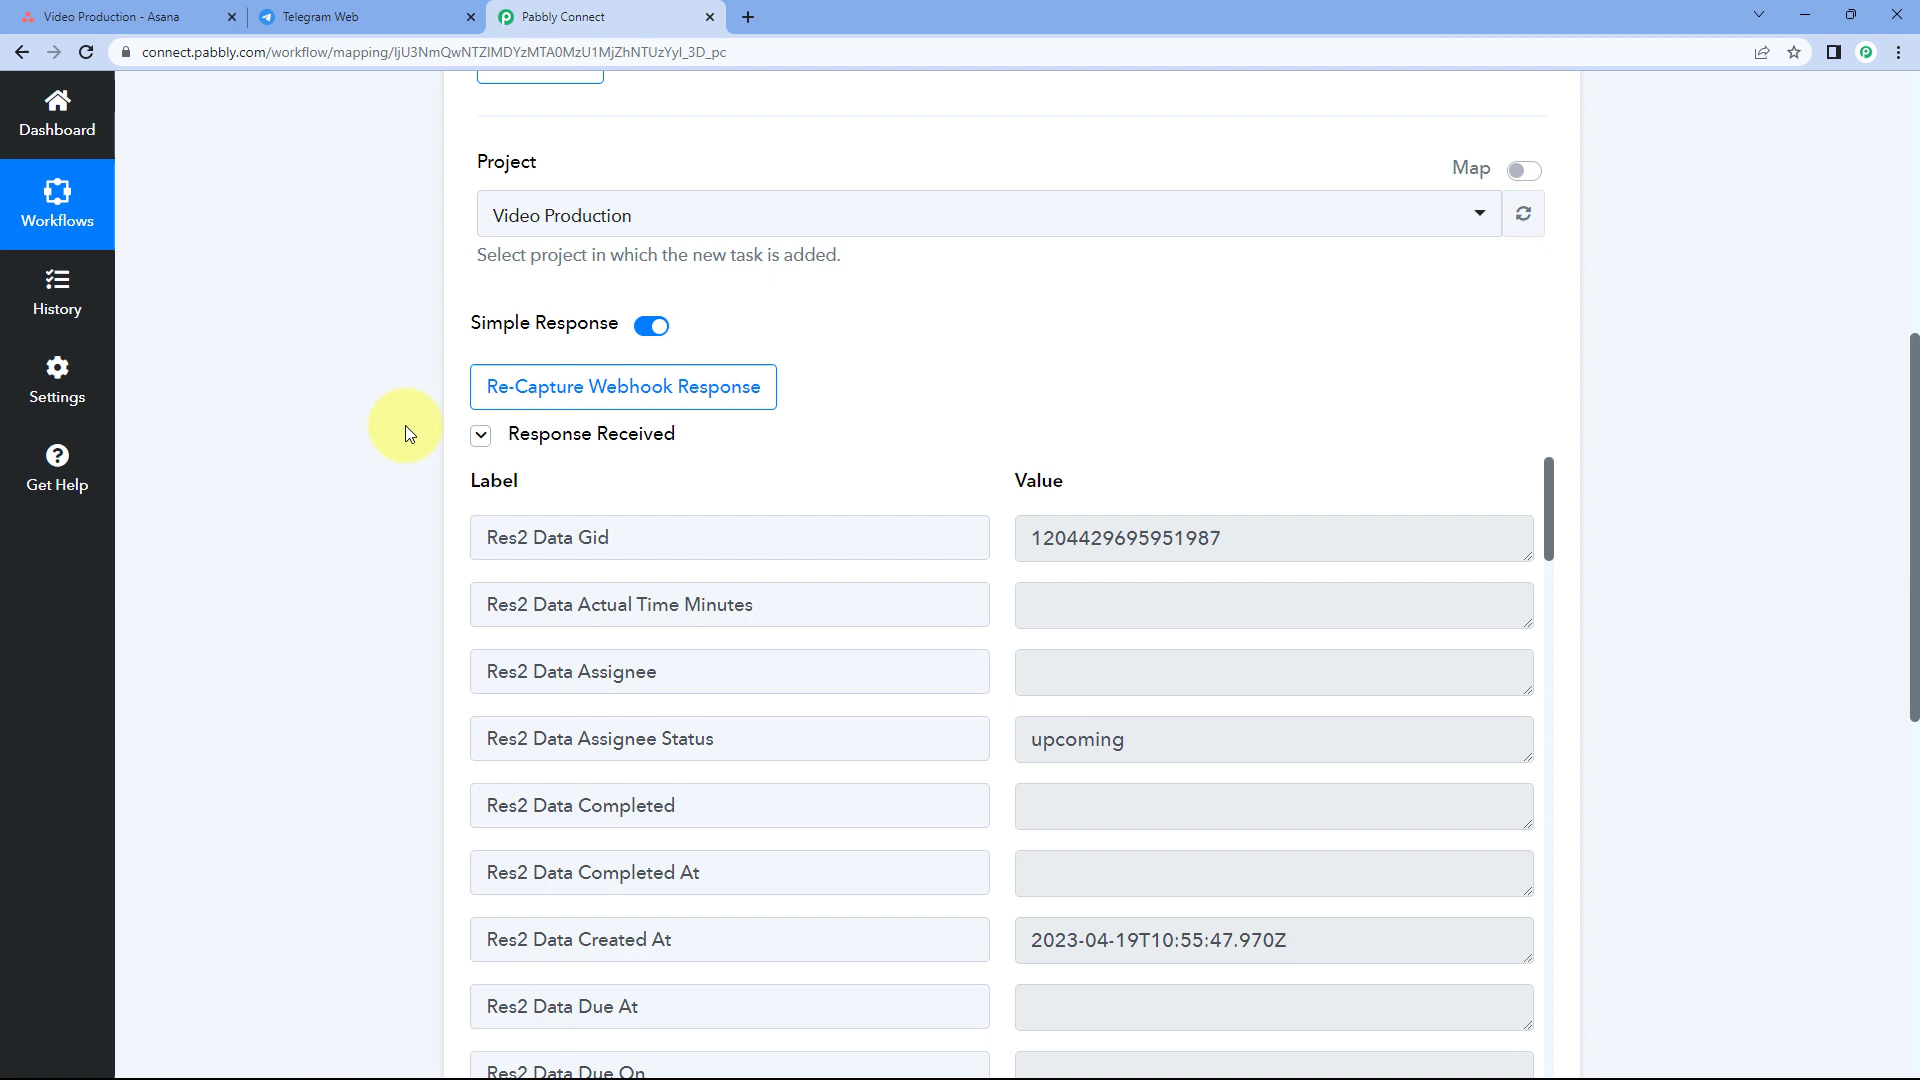 Video Production - Asana
Telegram Web
Pabbly Connect
connect.pabbly.com/workflow/mapping/IjU3NmQwNTZlMDYzMTA0MzU1MjZhNTUzYyI_3D_pc
Dashboard
Workflows
History
Settings
Get Help
Project
Map
Video Production
Select project in which the new task is added.
Simple Response
Re-Capture Webhook Response
Response Received
Label
Value
Res2 Data Gid
1204429695951987
Res2 Data Actual Time Minutes
Res2 Data Assignee
Res2 Data Assignee Status
upcoming
Res2 Data Completed
Res2 Data Completed At
Res2 Data Created At
2023-04-19T10:55:47.970Z
Res2 Data Due At
Res2 Data Due On